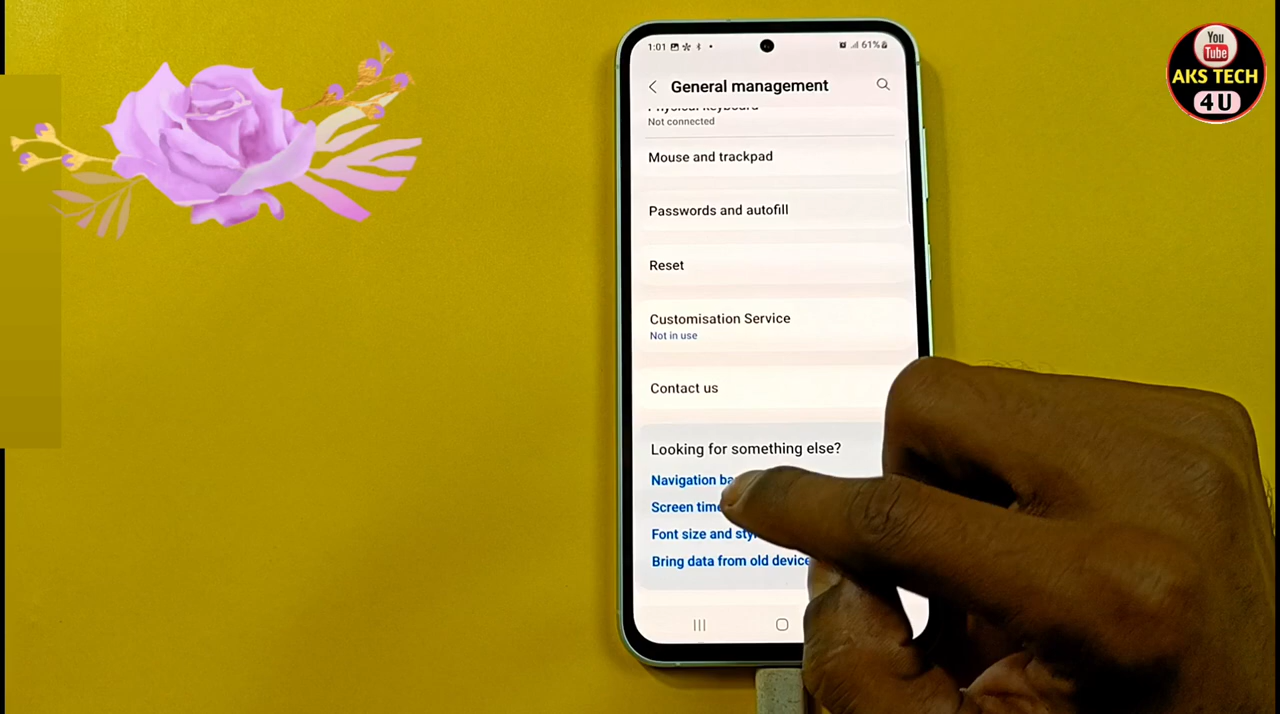 1:01
61%
General management
Physical keyboard
Not connected
Mouse and trackpad
Passwords and autofill
Reset
Customisation Service
Not in use
Contact us
Looking for something else?
Navigation ba
Screen time
Font size and sty
Bring data from old device
You
Tube
AKS TECH
4U